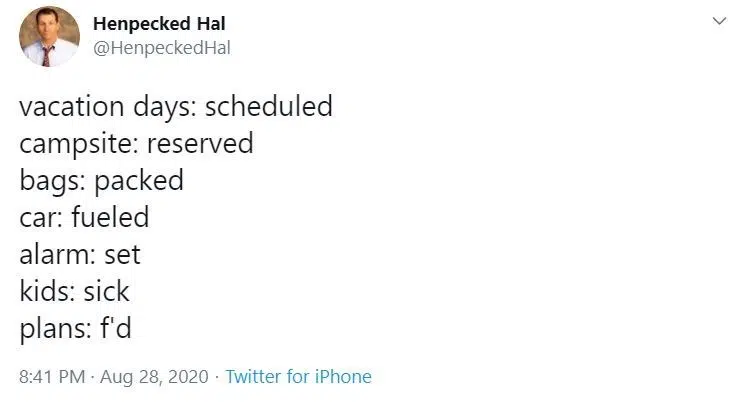 Henpecked Hal
@HenpeckedHal
vacation days: scheduled
campsite: reserved
bags: packed
car: fueled
alarm: set
kids: sick
plans: f'd
8:41 PM · Aug 28, 2020 · Twitter for iPhone